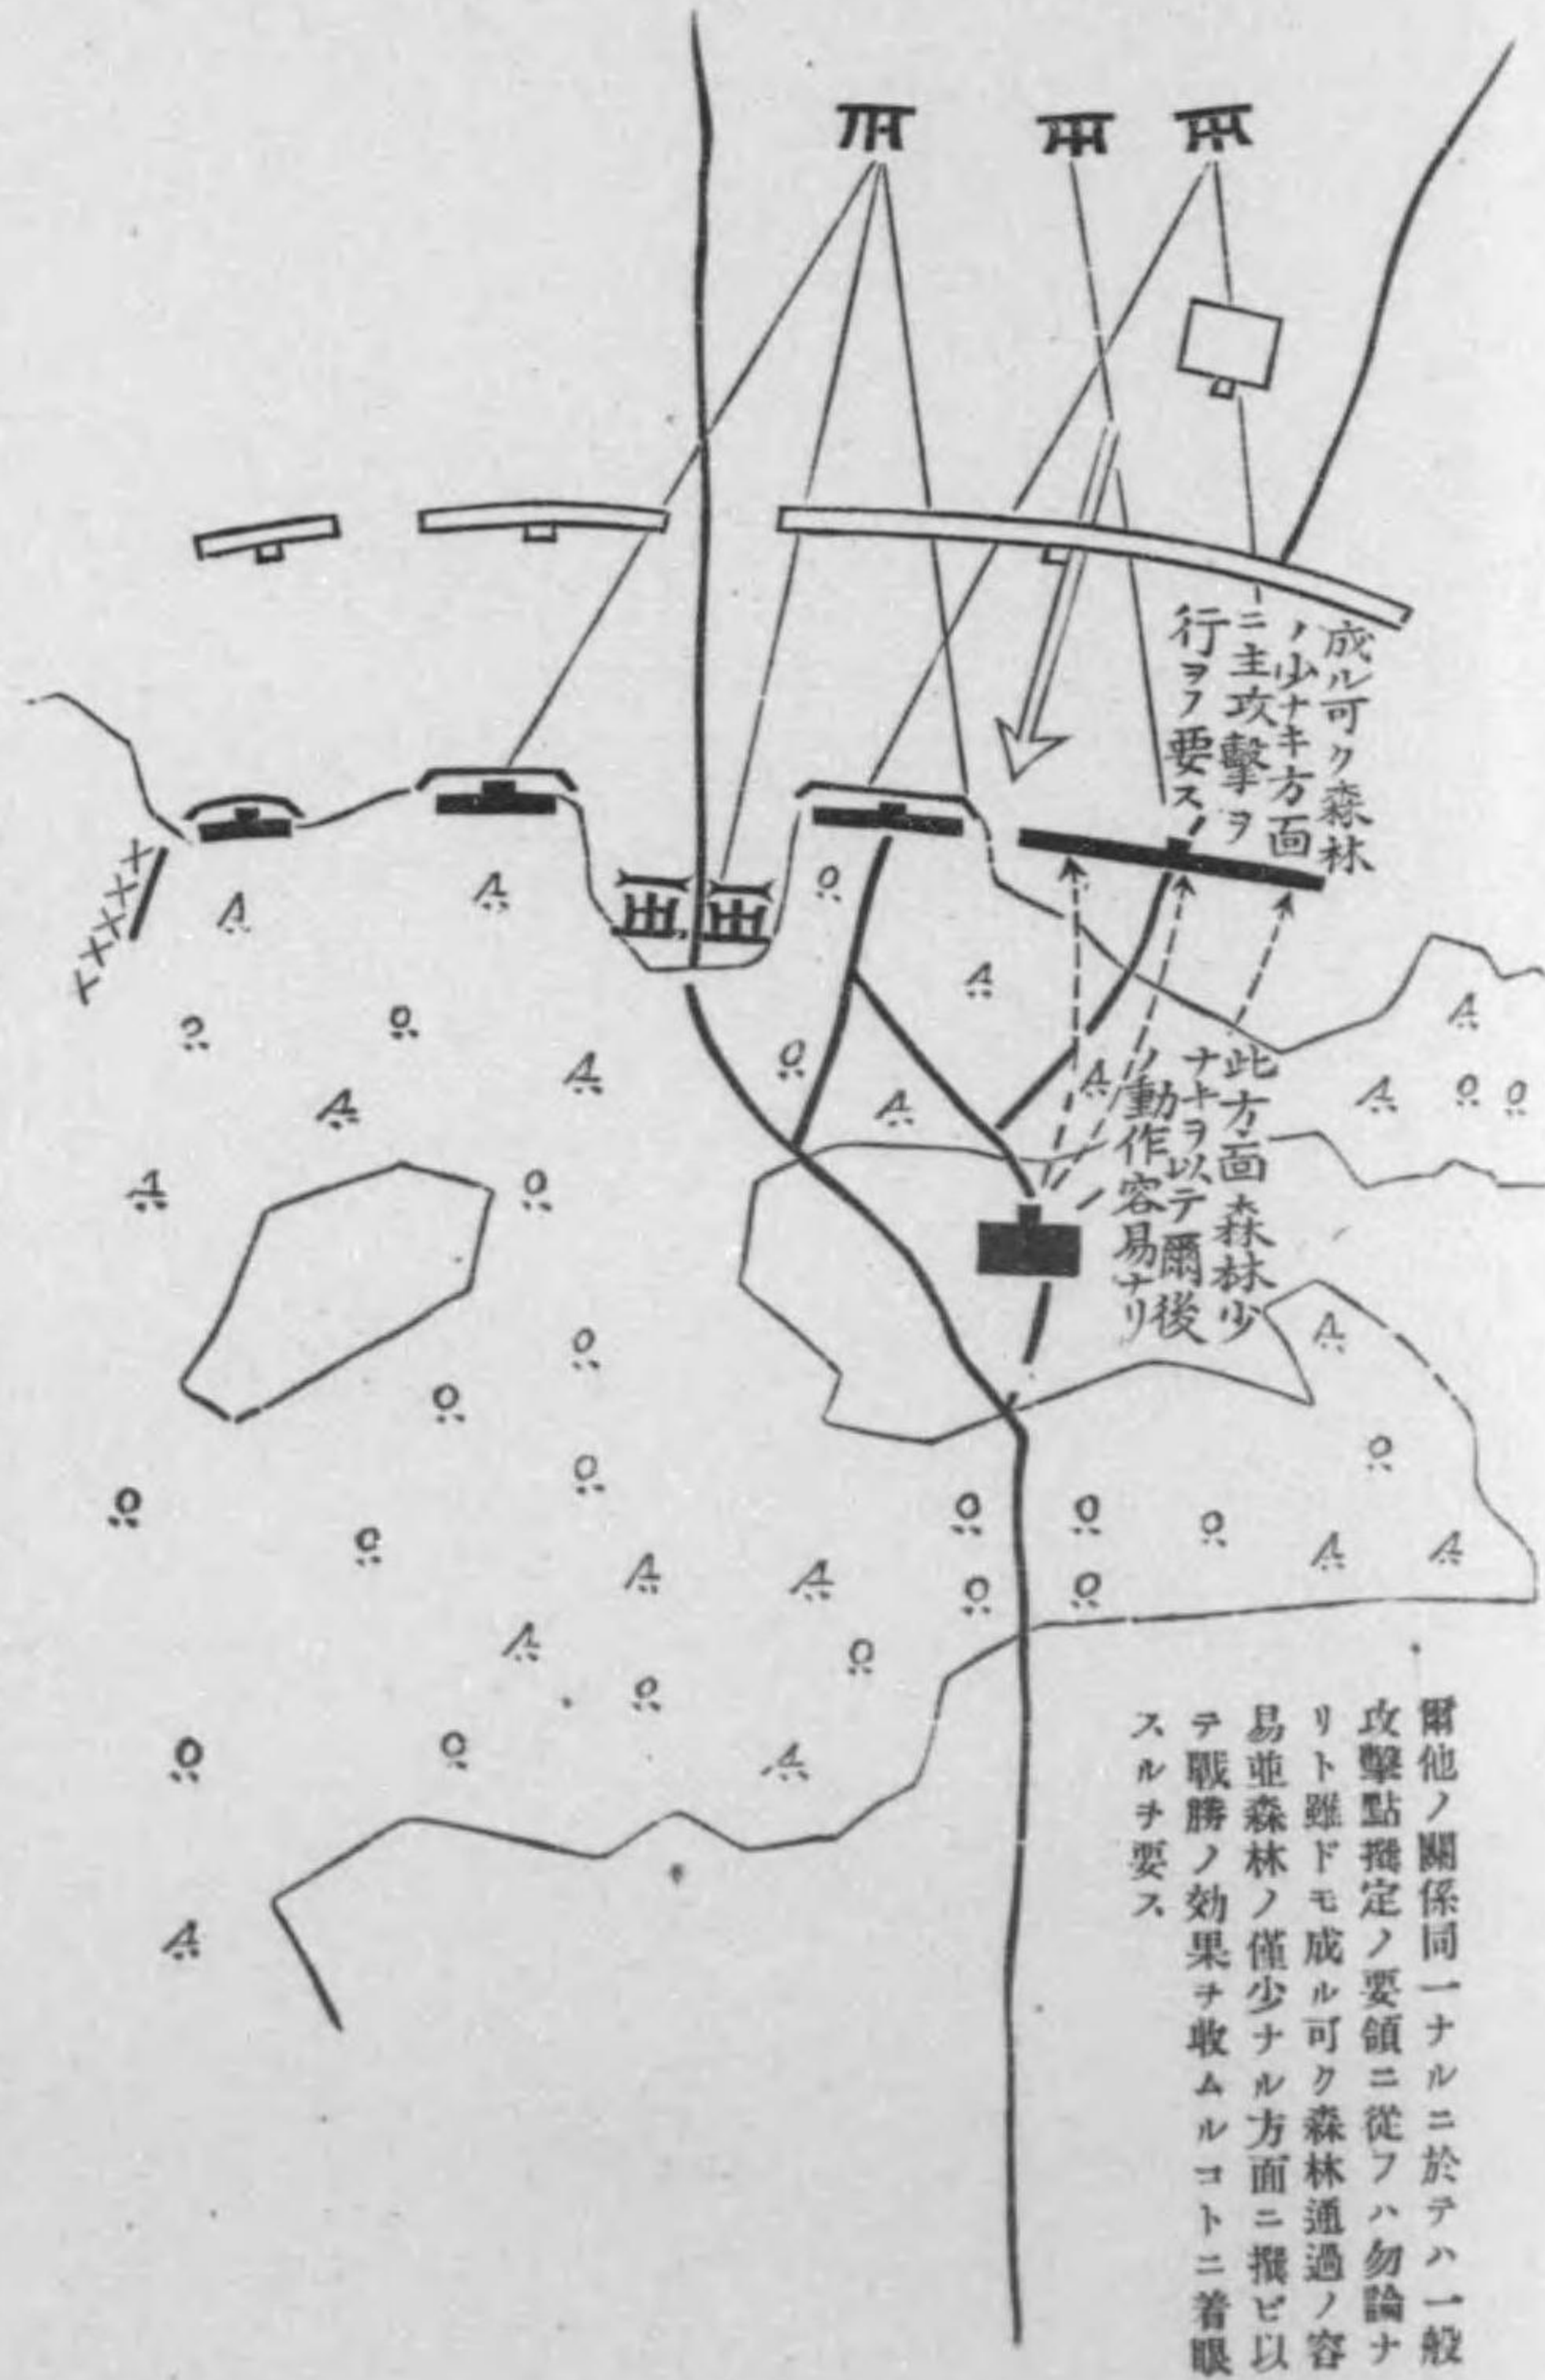 成ル可ク森林
ノ少ナキ方面
ニ主攻撃ヲ
行ヲフ要ス
此方面森林少
ナキヲ以テ爾後
ノ動作容易ナリ
爾他ノ關係同一ナルニ於テハ一般
攻擊點撰定ノ要領ニ從フハ勿論ナ
リト雖ドモ成ル可ク森林通過ノ容
易並森林ノ僅少ナル方面ニ撰ビ以
テ戰勝ノ効果ヲ收ムルコトニ着眼
スルヲ要ス